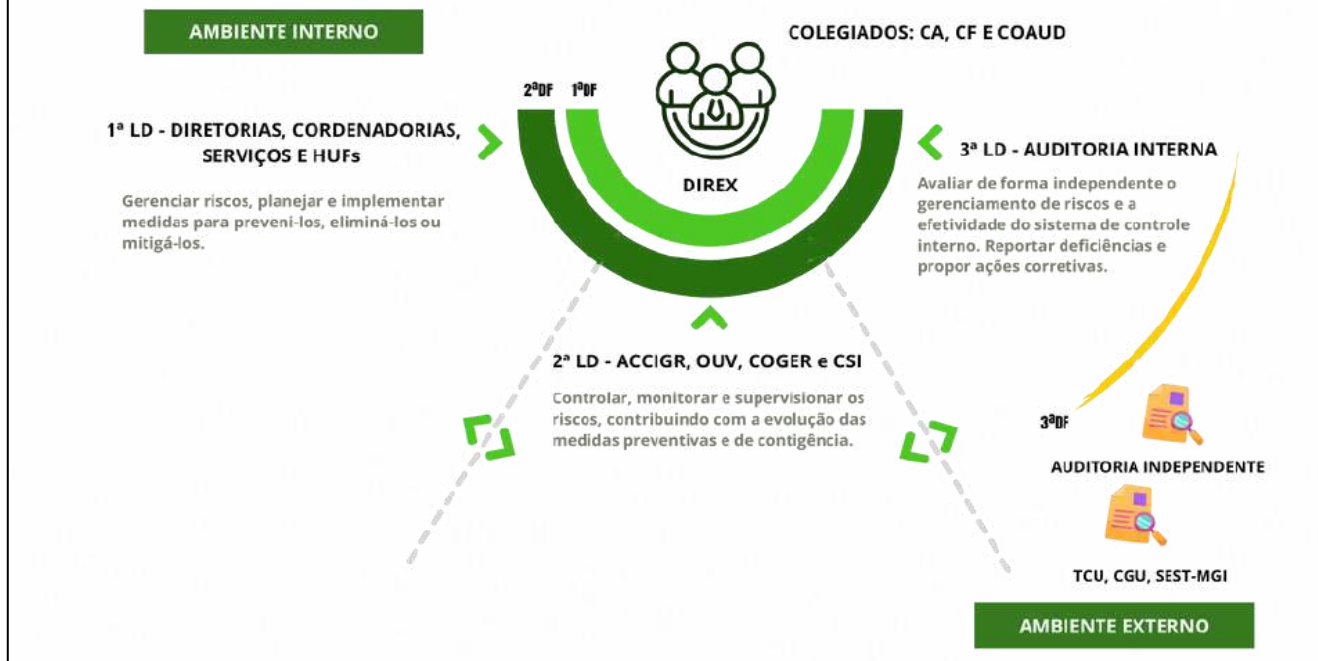 AMBIENTE INTERNO
COLEGIADOS: CA, CF E COAUD
2ªDF 1ªDF
DIREX
1ª LD - DIRETORIAS, CORDENADORIAS,
SERVIÇOS E HUFs
Gerenciar riscos, planejar e implementar
medidas para preveni-los, eliminá-los ou
mitigá-los.
3ª LD - AUDITORIA INTERNA
Avaliar de forma independente o
gerenciamento de riscos e a
efetividade do sistema de controle
interno. Reportar deficiências e
propor ações corretivas.
2ª LD - ACCIGR, OUV, COGER e CSI
Controlar, monitorar e supervisionar os
riscos, contribuindo com a evolução das
medidas preventivas e de contigência.
3ªDF
AUDITORIA INDEPENDENTE
TCU, CGU, SEST-MGI
AMBIENTE EXTERNO